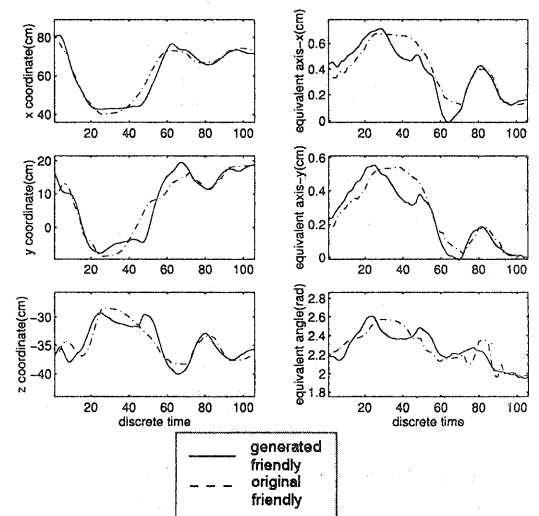 x coordinate(cm)
80
60
40
20 40 60 80 100
equivalent axis-x(cm)
0.6
0.4
0.2
0
20 40 60 80 100
y coordinate(cm)
20
10
0
20 40 60 80 100
equivalent axis-y(cm)
0.6
0.4
0.2
0
20 40 60 80 100
z coordinate(cm)
-30
-35
-40
20 40 60 80 100
discrete time
equivalent angle(rad)
2.8
2.6
2.4
2.2
2
1.8
20 40 60 80 100
discrete time
generated
friendly
original
friendly